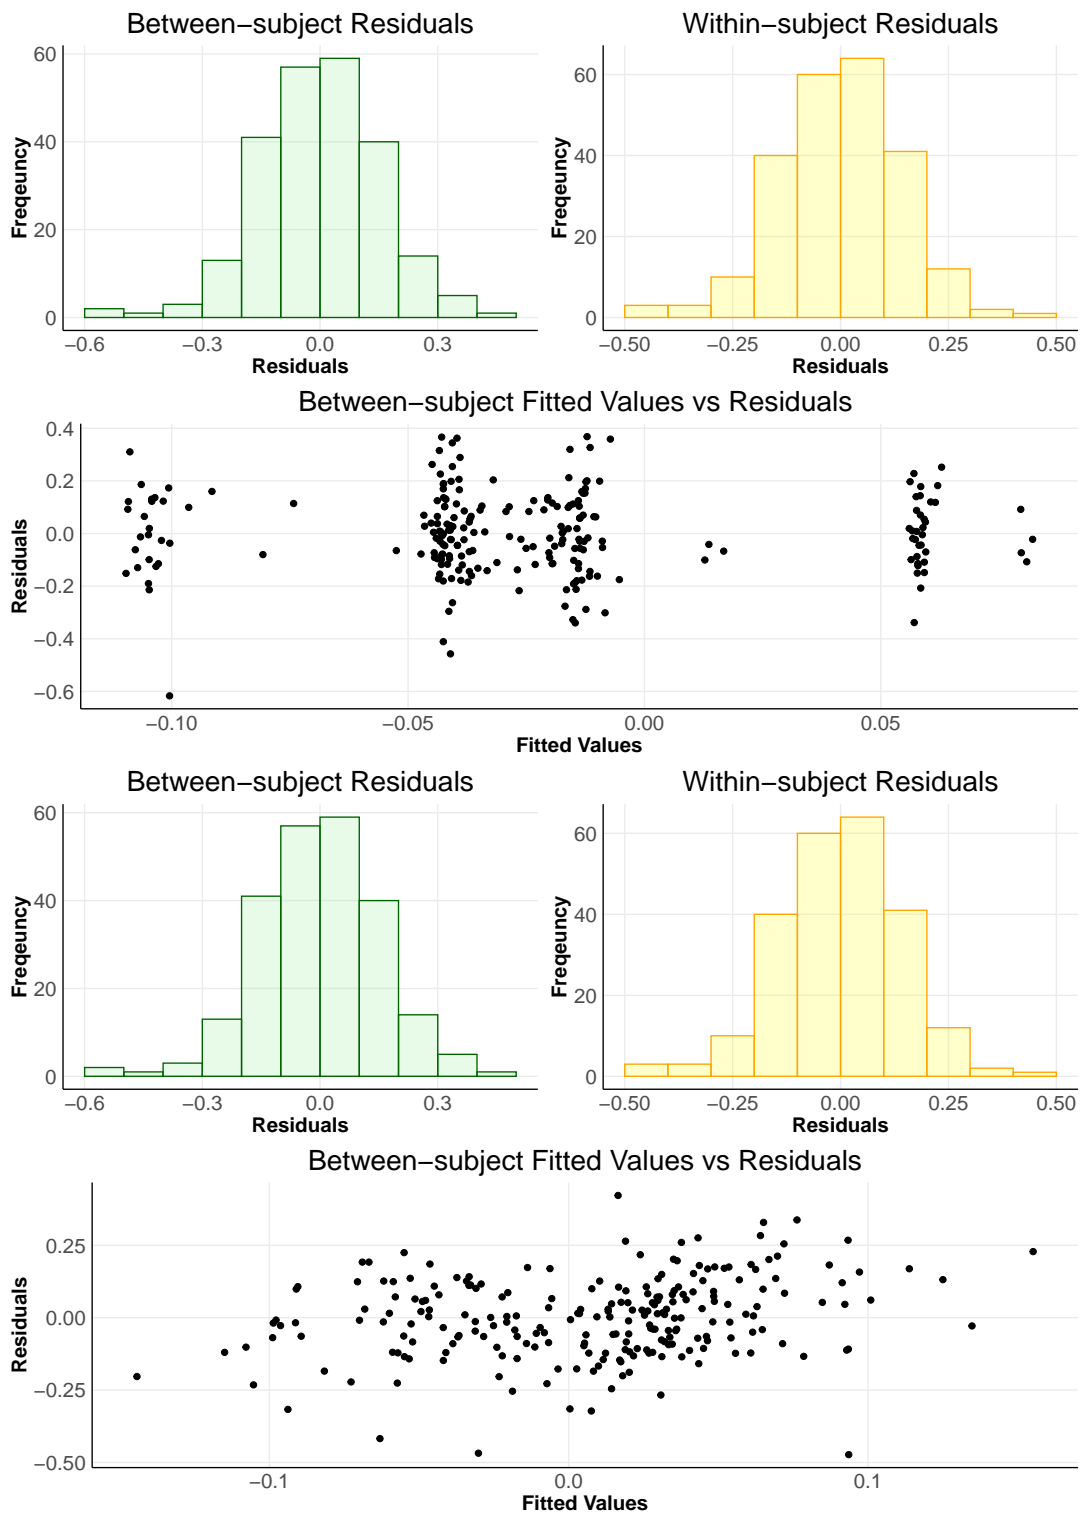 Between−subject Residuals
Within−subject Residuals
60
40
20
0
Freqeuncy
−0.6 −0.3 0.0 0.3
Residuals
60
40
20
0
Freqeuncy
−0.50 −0.25 0.00 0.25 0.50
Residuals
Between−subject Fitted Values vs Residuals
0.4
0.2
0.0
−0.2
−0.4
−0.6
Residuals
−0.10 −0.05 0.00 0.05
Fitted Values
Between−subject Residuals
Within−subject Residuals
60
40
20
0
Freqeuncy
−0.6 −0.3 0.0 0.3
Residuals
60
40
20
0
Freqeuncy
−0.50 −0.25 0.00 0.25 0.50
Residuals
Between−subject Fitted Values vs Residuals
0.25
0.00
−0.25
−0.50
Residuals
−0.1 0.0 0.1
Fitted Values